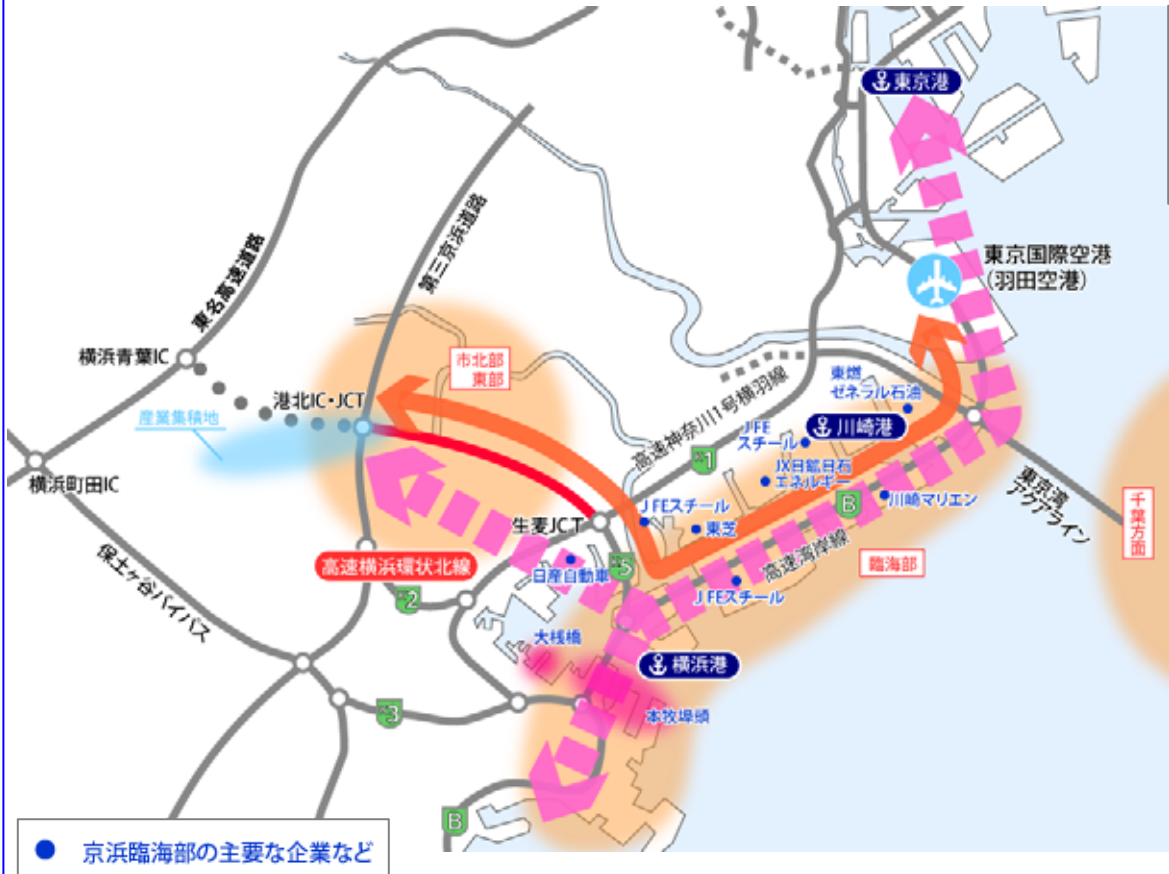 東京港
東京国際空港
(羽田空港)
第三京浜道路
東名高速道路
横浜青葉IC
市北部
東部
港北IC・JCT
産業集積地
東燃
ゼネラル石油
高速神奈川1号横羽線
川崎港
JFE
スチール
1
JX日鉱日石
エネルギー
横浜町田IC
川崎マリエン
B
東京湾
アクアライン
千葉方面
JFEスチール
生麦JCT
東芝
高速湾岸線
臨海部
高速横浜環状北線
日産自動車
5
JFEスチール
2
保土ヶ谷バイパス
大桟橋
横浜港
3
本牧埠頭
B
京浜臨海部の主要な企業など